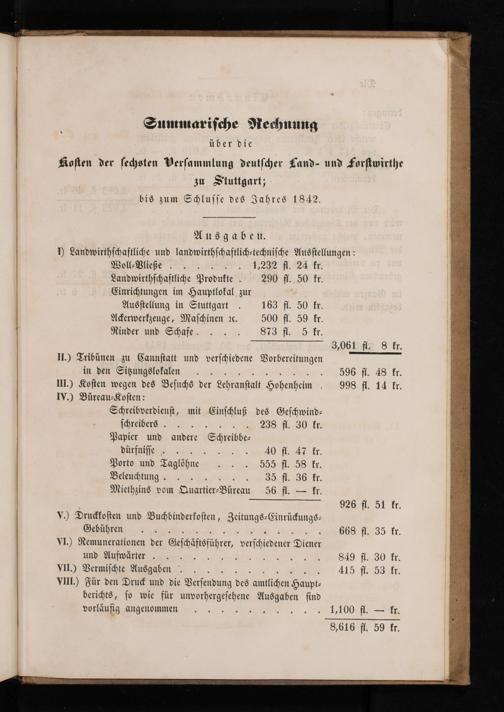 Summarische Rechnung
über die
Kosten der sechsten Versammlung deutscher Land- und Forstwirthe
zu Stuttgart;
bis zum Schlusse des Jahres 1842.
Ausgaben.
I) Landwirthschaftliche und landwirthschaftlich-technische Ausstellungen:
Woll-Vließe . . . . . . 1,232 fl. 24 kr.
Landwirthschaftliche Produkte . 290 fl. 50 kr.
Einrichtungen im Hauptlokal zur
Ausstellung in Stuttgart . 163 fl. 50 kr.
Ackerwerkzeuge, Maschinen ꝛc. 500 fl. 59 kr.
Rinder und Schafe . . . . 873 fl. 5 kr.
3,061 fl. 8 kr.
II.) Tribünen zu Cannstatt und verschiedene Vorbereitungen
in den Sitzungslokalen . . . . . . . . 596 fl. 48 kr.
III.) Kosten wegen des Besuchs der Lehranstalt Hohenheim . 998 fl. 14 kr.
IV.) Büreau-Kosten:
Schreibverdienst, mit Einschluß des Geschwind-
schreibers . . . . . . . 238 fl. 30 kr.
Papier und andere Schreibbe-
dürfnisse . . . . . . . 40 fl. 47 kr.
Porto und Taglöhne . . . 555 fl. 58 kr.
Beleuchtung . . . . . . 35 fl. 36 kr.
Miethzins vom Quartier-Büreau 56 fl. — kr.
926 fl. 51 kr.
V.) Druckkosten und Buchbinderkosten, Zeitungs-Einrückungs-
Gebühren . . . . . . . . . . . . 668 fl. 35 kr.
VI.) Remunerationen der Geschäftsführer, verschiedener Diener
und Aufwärter . . . . . . . . . . . 849 fl. 30 kr.
VII.) Vermischte Ausgaben . . . . . . . . . 415 fl. 53 kr.
VIII.) Für den Druck und die Versendung des amtlichen Haupt-
berichts, so wie für unvorhergesehene Ausgaben sind
vorläufig angenommen . . . . . . . . 1,100 fl. — kr.
8,616 fl. 59 kr.